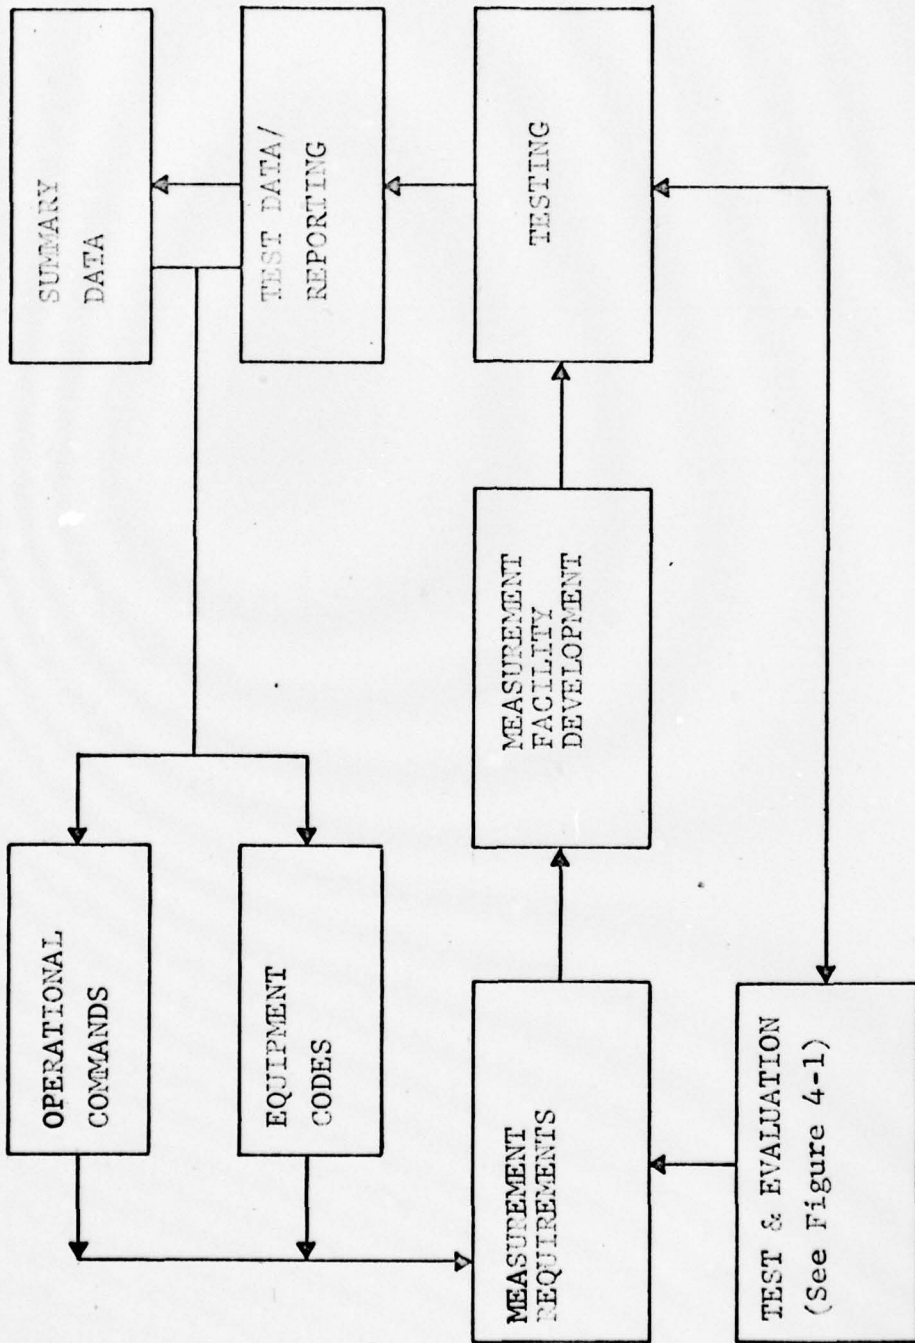 OPERATIONAL
COMMANDS
EQUIPMENT
CODES
SUMMARY
DATA
TEST DATA/
REPORTING
MEASUREMENT
REQUIREMENTS
MEASUREMENT
FACILITY
DEVELOPMENT
TESTING
TEST & EVALUATION
(See Figure 4-1)